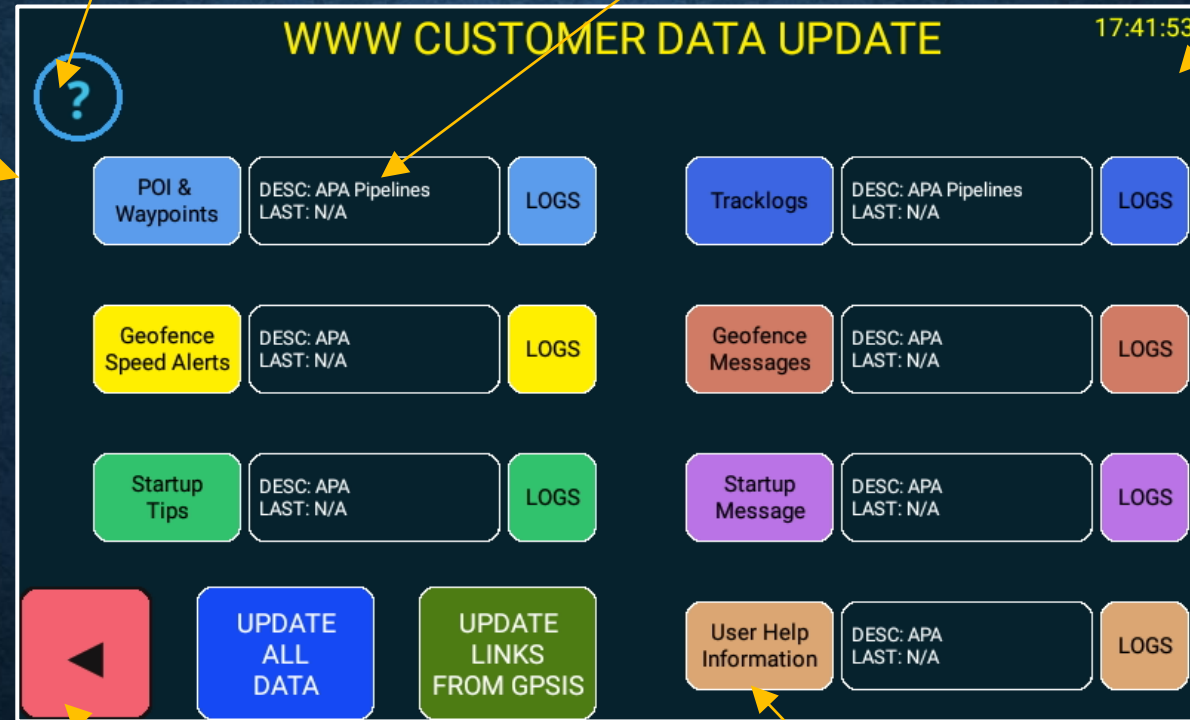 WWW CUSTOMER DATA UPDATE
17:41:53
?
POI &
Waypoints
DESC: APA Pipelines
LAST: N/A
LOGS
Tracklogs
DESC: APA Pipelines
LAST: N/A
LOGS
Geofence
Speed Alerts
DESC: APA
LAST: N/A
LOGS
Geofence
Messages
DESC: APA
LAST: N/A
LOGS
Startup
Tips
DESC: APA
LAST: N/A
LOGS
Startup
Message
DESC: APA
LAST: N/A
LOGS
UPDATE
ALL
DATA
UPDATE
LINKS
FROM GPSIS
User Help
Information
DESC: APA
LAST: N/A
LOGS